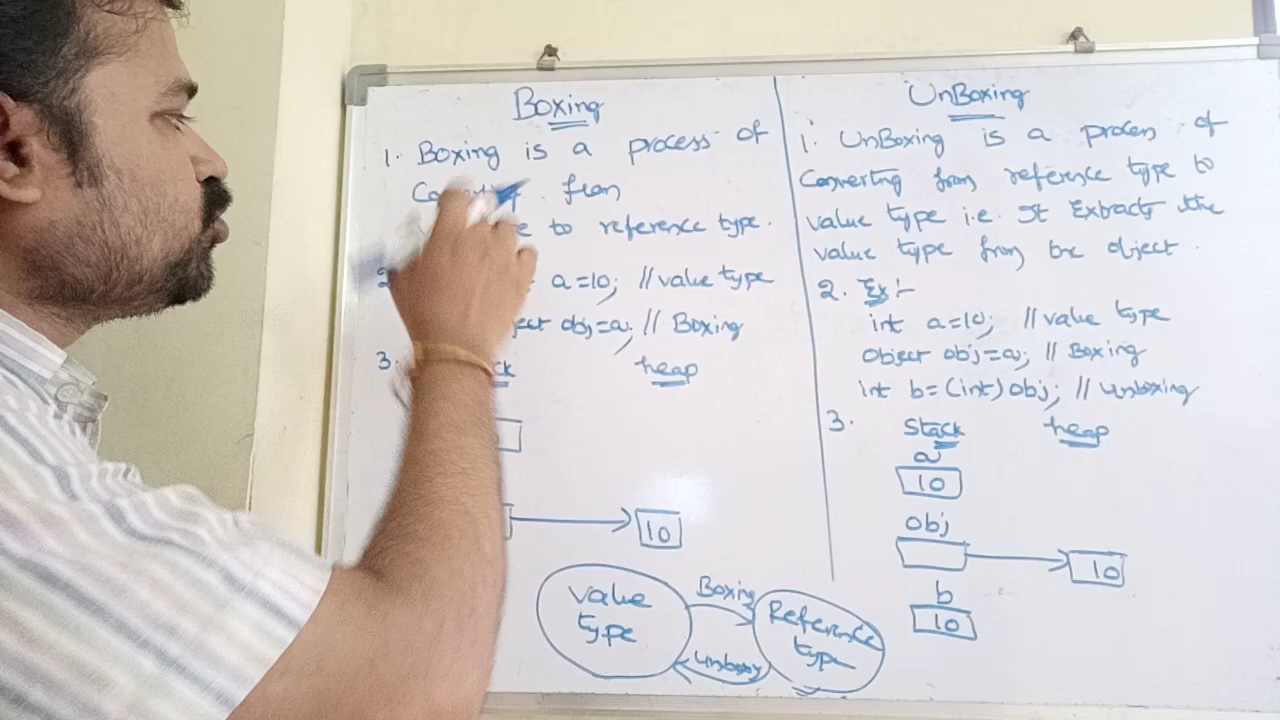 Boxing
1. Boxing is a process of
from
to reference type.
a=10; // value type
obj=a; // Boxing
3.
heap
10
UnBoxing
1. UnBoxing is a process of
Converting from reference type to
value type i.e. It Extracts the
value type from the object.
2. Ex:-
int a=10; // value type
object obj=a; // Boxing
int b=(int) obj; // unboxing
3.
Stack heap
a
10
obj
10
b
10
value
type
Boxing
Reference
type